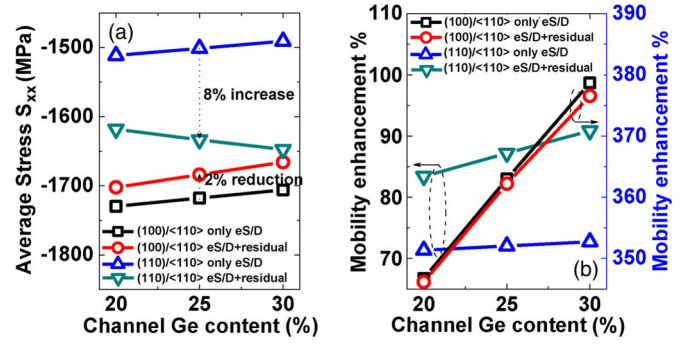 (a)
Average Stress Sxx (MPa)
-1500
-1600
-1700
-1800
8% increase
2% reduction
(100)/<110> only eS/D
(100)/<110> eS/D+residual
(110)/<110> only eS/D
(110)/<110> eS/D+residual
20 25 30
Channel Ge content (%)
(100)/<110> only eS/D
(100)/<110> eS/D+residual
(110)/<110> only eS/D
(110)/<110> eS/D+residual
Mobility enhancement %
100
90
80
70
390
380
370
360
350
Mobility enhancement %
(b)
20 25 30
Channel Ge content (%)